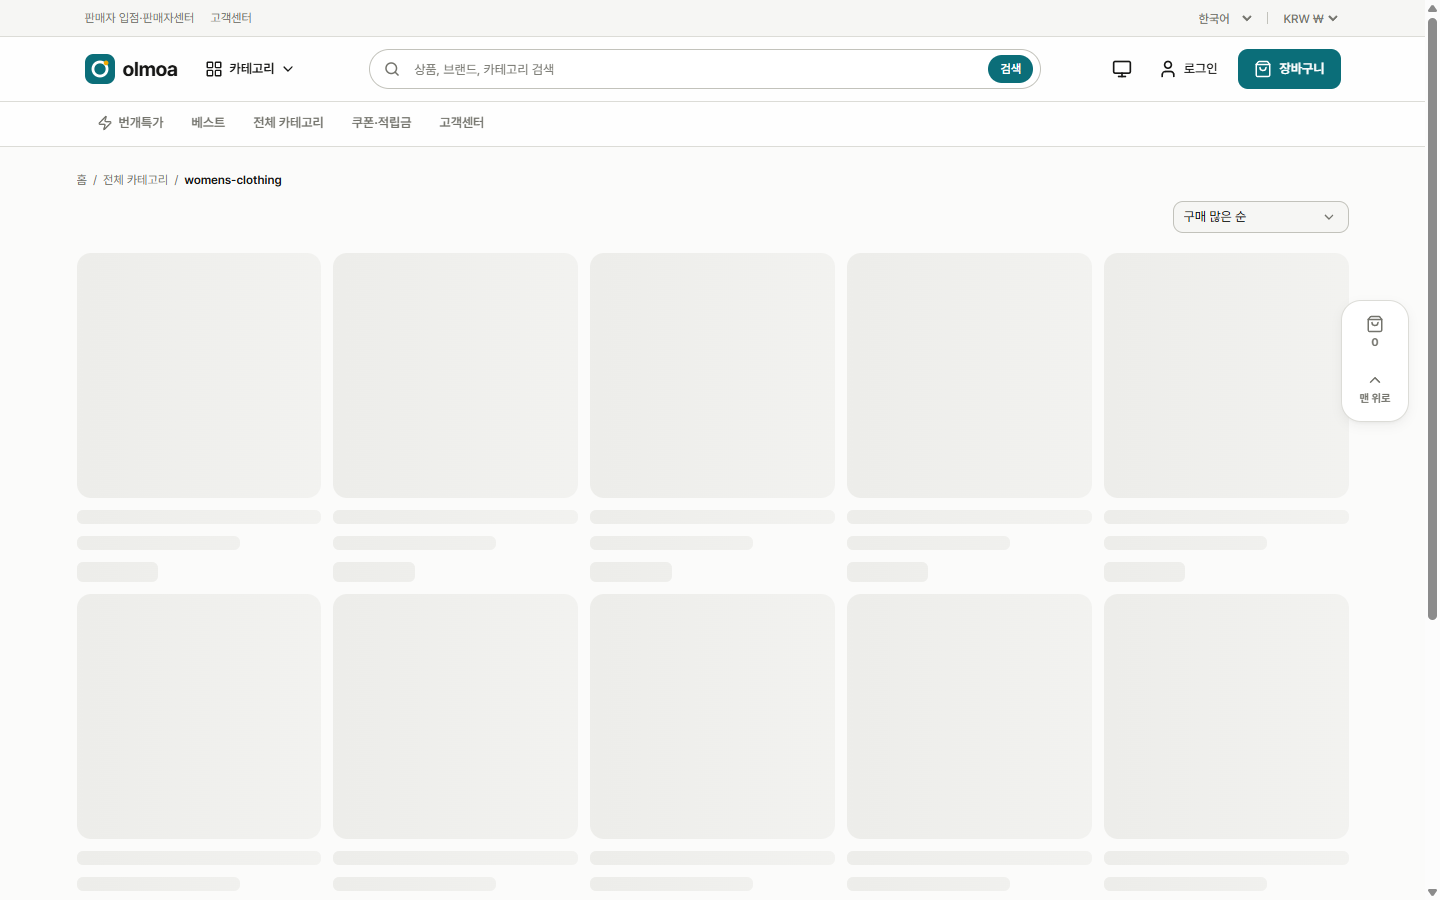 판매자 입점·판매자센터 고객센터 한국어 KRW ₩
olmoa 카테고리 상품, 브랜드, 카테고리 검색 검색 로그인 장바구니
번개특가 베스트 전체 카테고리 쿠폰·적립금 고객센터
홈 / 전체 카테고리 / womens-clothing
구매 많은 순
0
맨 위로